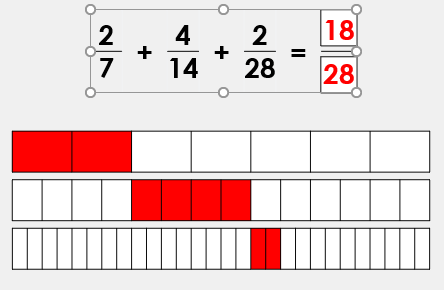 2/7 + 4/14 + 2/28 = 18/28